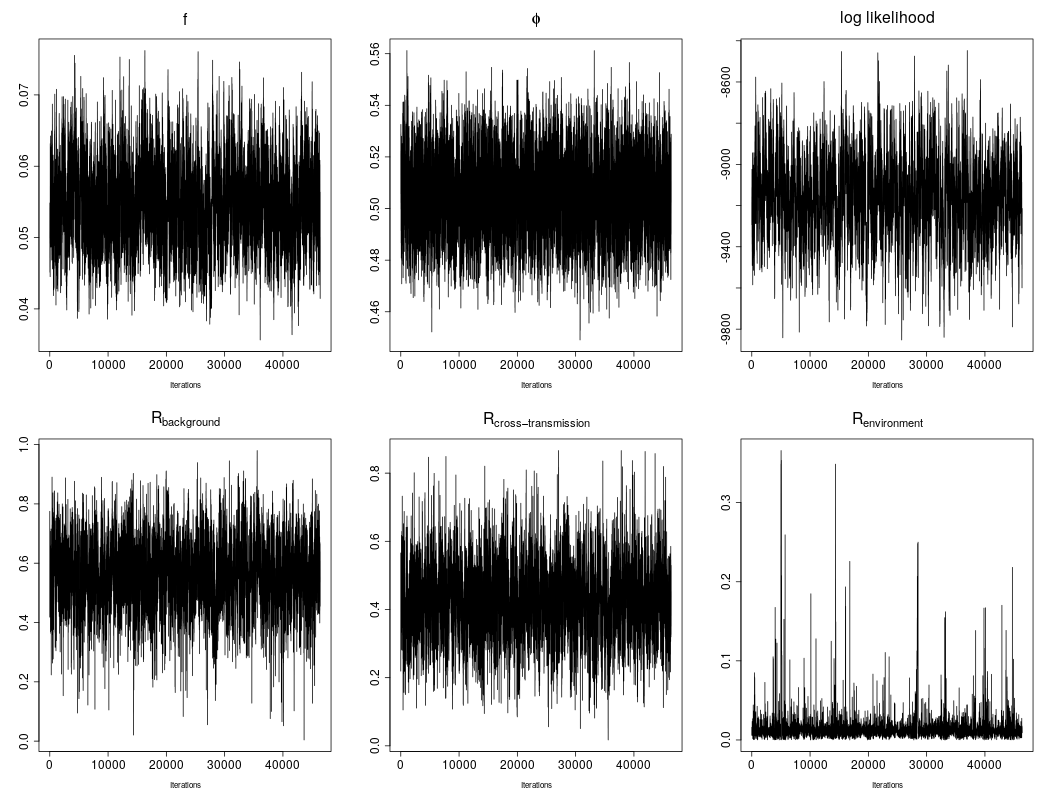 f
ϕ
log likelihood
0.04 0.05 0.06 0.07
0 10000 20000 30000 40000
Iterations
0.46 0.48 0.50 0.52 0.54 0.56
0 10000 20000 30000 40000
Iterations
-9800 -9400 -9000 -8600
0 10000 20000 30000 40000
Iterations
R background
R cross−transmission
R environment
0.0 0.2 0.4 0.6 0.8 1.0
0 10000 20000 30000 40000
Iterations
0.0 0.2 0.4 0.6 0.8
0 10000 20000 30000 40000
Iterations
0.0 0.1 0.2 0.3
0 10000 20000 30000 40000
Iterations